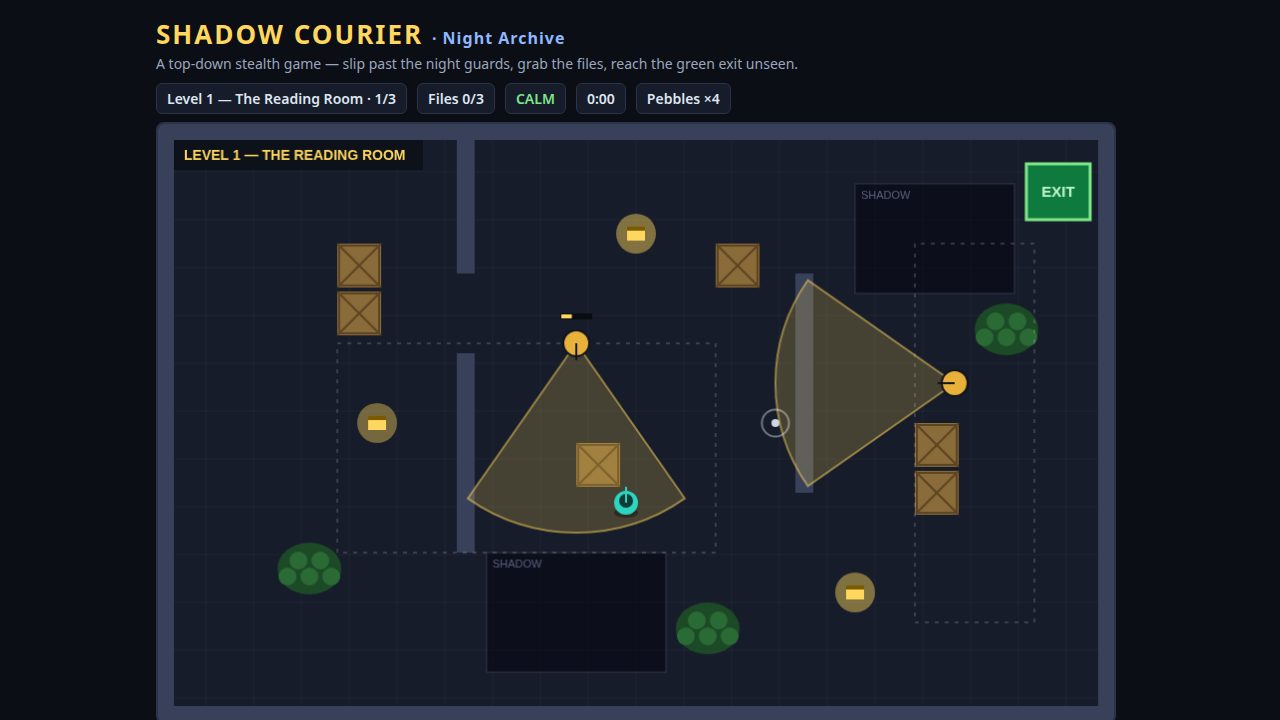 SHADOW COURIER · Night Archive
A top-down stealth game — slip past the night guards, grab the files, reach the green exit unseen.
Level 1 — The Reading Room · 1/3 Files 0/3 CALM 0:00 Pebbles ×4
LEVEL 1 — THE READING ROOM
SHADOW
EXIT
SHADOW